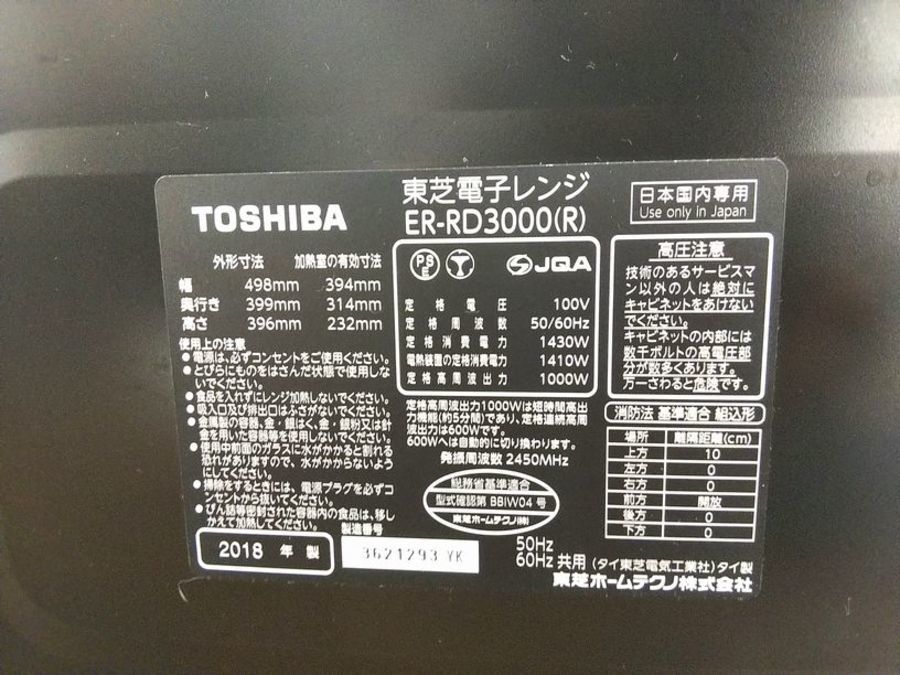 TOSHIBA
東芝電子レンジ
ER-RD3000(R)
日本国内専用
Use only in Japan
外形寸法 加熱室の有効寸法
幅 498mm 394mm
奥行き 399mm 314mm
高さ 396mm 232mm
使用上の注意
●電源は、必ずコンセントをご使用ください。
●とびらにものをはさんだ状態で使用しな
いでください。
●食品を入れずにレンジ加熱しないでください。
●吸入口及び排出口はふさがないでください。
●金属製の容器、金・銀はく、金・銀粉又は針
金を用いた容器等を使用しないでください。
●使用中前面のガラスに水がかかると割れる
恐れがありますので、水がかからないよう
にしてください。
●掃除をするときには、電源プラグを必ずコ
ンセントから抜いてください。
●びん詰等密封された容器内の食品は、移し
かえて加熱してください。
製造番号
2018 年 製
3621293 YK
PS
E
JQA
定格電圧 100V
定格周波数 50/60Hz
定格消費電力 1430W
電熱装置の定格消費電力 1410W
定格高周波出力 1000W
定格高周波出力1000Wは短時間高出
力機能(約5分間)であり、定格連続高周
波出力は600Wです。
600Wへは自動的に切り換わります。
発振周波数 2450MHz
総務省基準適合
型式確認第 BBIW04 号
東芝ホームテクノ(株)
高圧注意
技術のあるサービスマ
ン以外の人は絶対に
キャビネットをあけない
でください。
キャビネットの内部には
数千ボルトの高電圧部
分が数多くあります。
万一さわると危険です。
消防法 基準適合 組込形
場所 離隔距離(cm)
上方 10
左方 0
右方 0
前方 開放
後方 0
下方 0
50Hz
60Hz 共用 (タイ東芝電気工業社)タイ製
東芝ホームテクノ株式会社